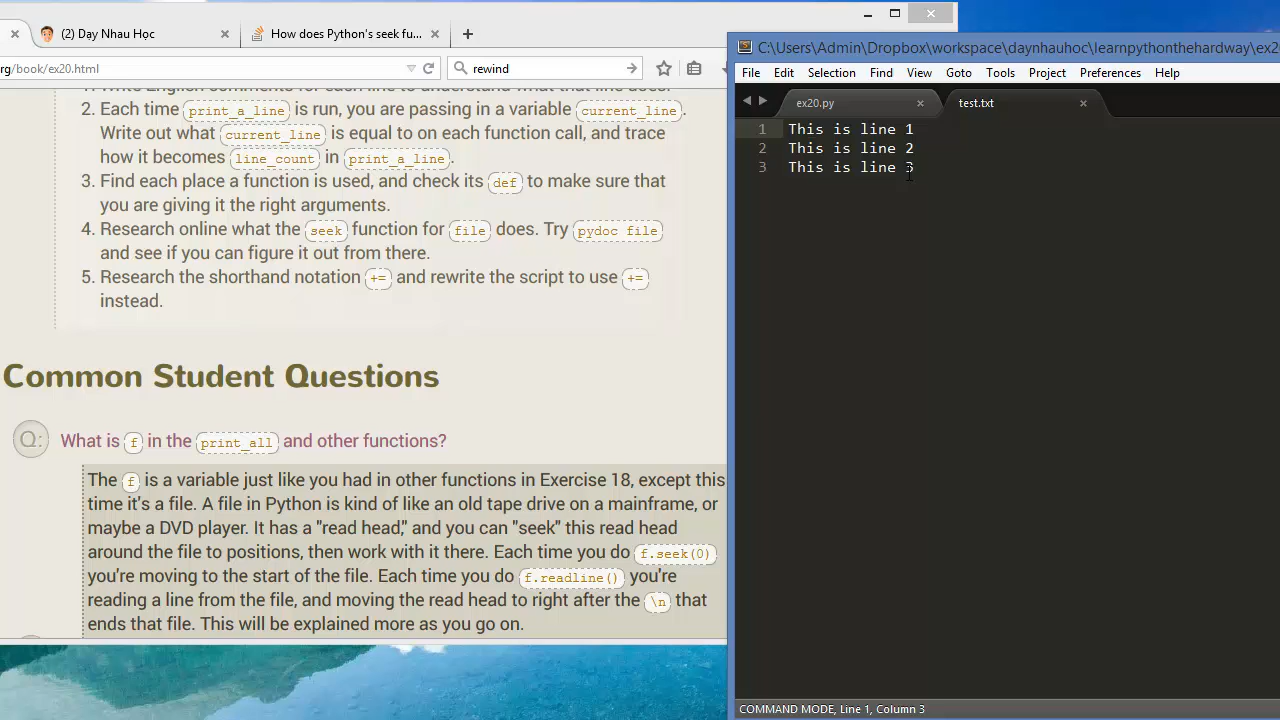 (2) Dạy Nhau Học
How does Python's seek fu...
rg/book/ex20.html
rewind
2. Each time print_a_line is run, you are passing in a variable current_line.
Write out what current_line is equal to on each function call, and trace
how it becomes line_count in print_a_line.
3. Find each place a function is used, and check its def to make sure that
you are giving it the right arguments.
4. Research online what the seek function for file does. Try pydoc file
and see if you can figure it out from there.
5. Research the shorthand notation += and rewrite the script to use +=
instead.
Common Student Questions
Q: What is f in the print_all and other functions?
The f is a variable just like you had in other functions in Exercise 18, except this
time it's a file. A file in Python is kind of like an old tape drive on a mainframe, or
maybe a DVD player. It has a "read head," and you can "seek" this read head
around the file to positions, then work with it there. Each time you do f.seek(0)
you're moving to the start of the file. Each time you do f.readline() you're
reading a line from the file, and moving the read head to right after the \n that
ends that file. This will be explained more as you go on.
C:\Users\Admin\Dropbox\workspace\daynhauhoc\learnpythonthehardway\ex20
File Edit Selection Find View Goto Tools Project Preferences Help
ex20.py
test.txt
1 This is line 1
2 This is line 2
3 This is line 3
COMMAND MODE, Line 1, Column 3